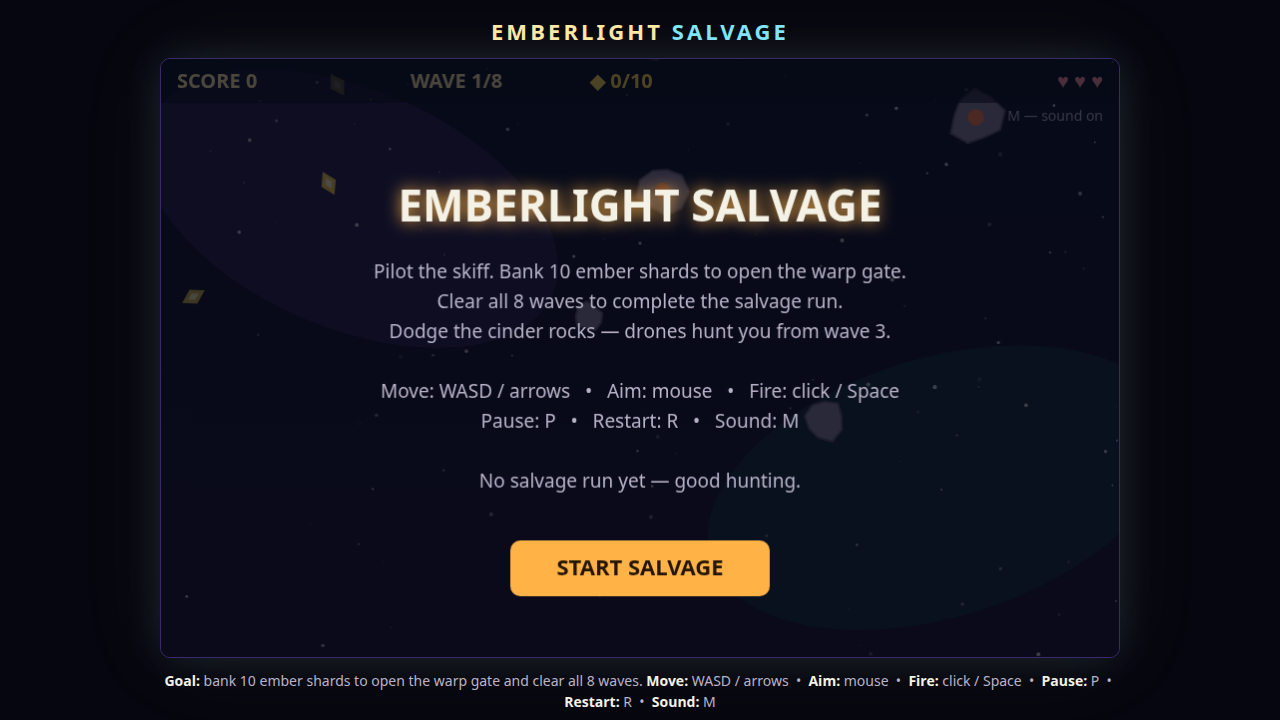 EMBERLIGHT SALVAGE
SCORE 0 WAVE 1/8 ◆ 0/10 ♥ ♥ ♥
M — sound on
EMBERLIGHT SALVAGE
Pilot the skiff. Bank 10 ember shards to open the warp gate.
Clear all 8 waves to complete the salvage run.
Dodge the cinder rocks — drones hunt you from wave 3.
Move: WASD / arrows • Aim: mouse • Fire: click / Space
Pause: P • Restart: R • Sound: M
No salvage run yet — good hunting.
START SALVAGE
Goal: bank 10 ember shards to open the warp gate and clear all 8 waves. Move: WASD / arrows • Aim: mouse • Fire: click / Space • Pause: P •
Restart: R • Sound: M